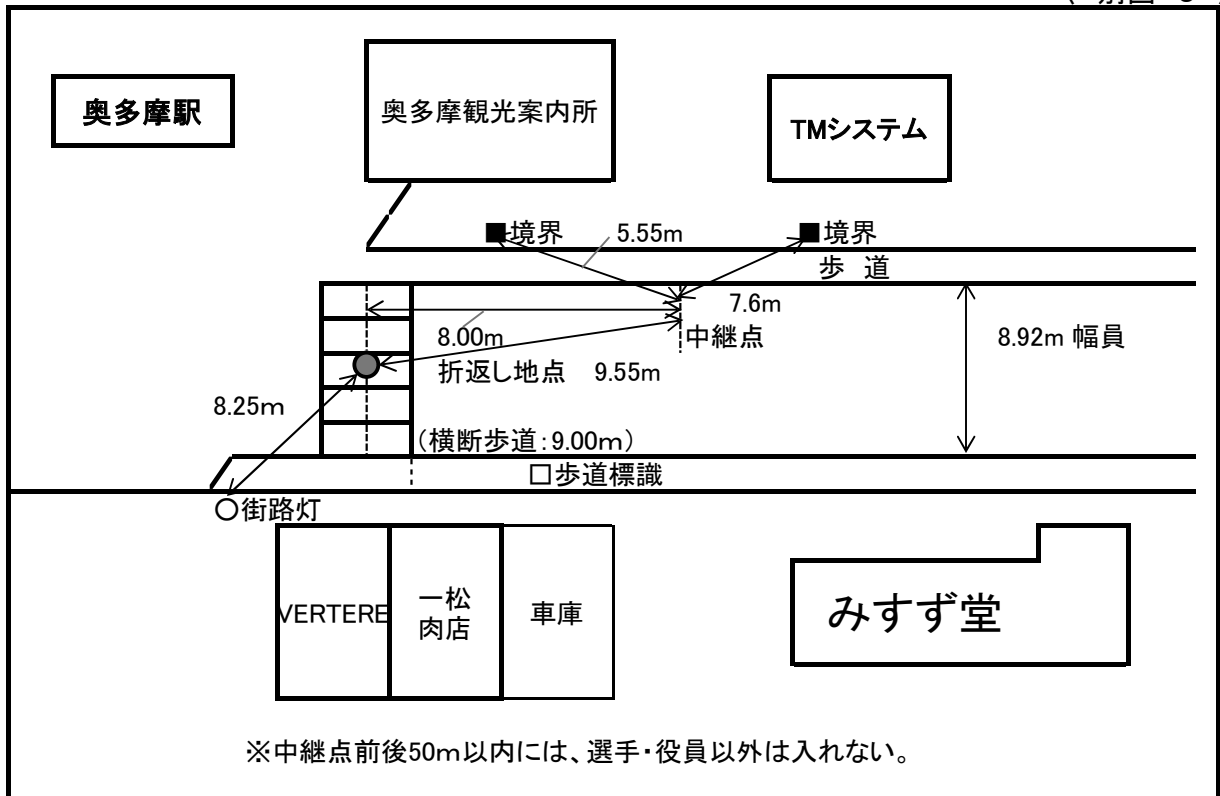 奥多摩駅
奥多摩観光案内所
TMシステム
■境界
5.55m
■境界
歩 道
7.6m
8.00m
中継点
8.92m 幅員
折返し地点 9.55m
8.25m
(横断歩道:9.00m)
□歩道標識
○街路灯
VERTERE
一松
肉店
車庫
みすず堂
※中継点前後50m以内には、選手・役員以外は入れない。